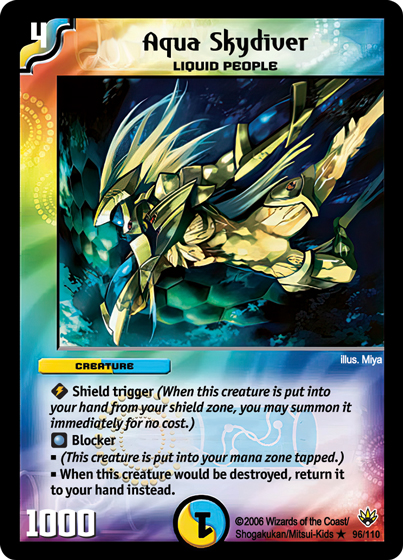 4
Aqua Skydiver
LIQUID PEOPLE
illus. Miya
CREATURE
Shield trigger (When this creature is put into
your hand from your shield zone, you may summon it
immediately for no cost.)
Blocker
▪ (This creature is put into your mana zone tapped.)
▪ When this creature would be destroyed, return it
to your hand instead.
1000
1
©2006 Wizards of the Coast/
Shogakukan/Mitsui-Kids ★ 96/110